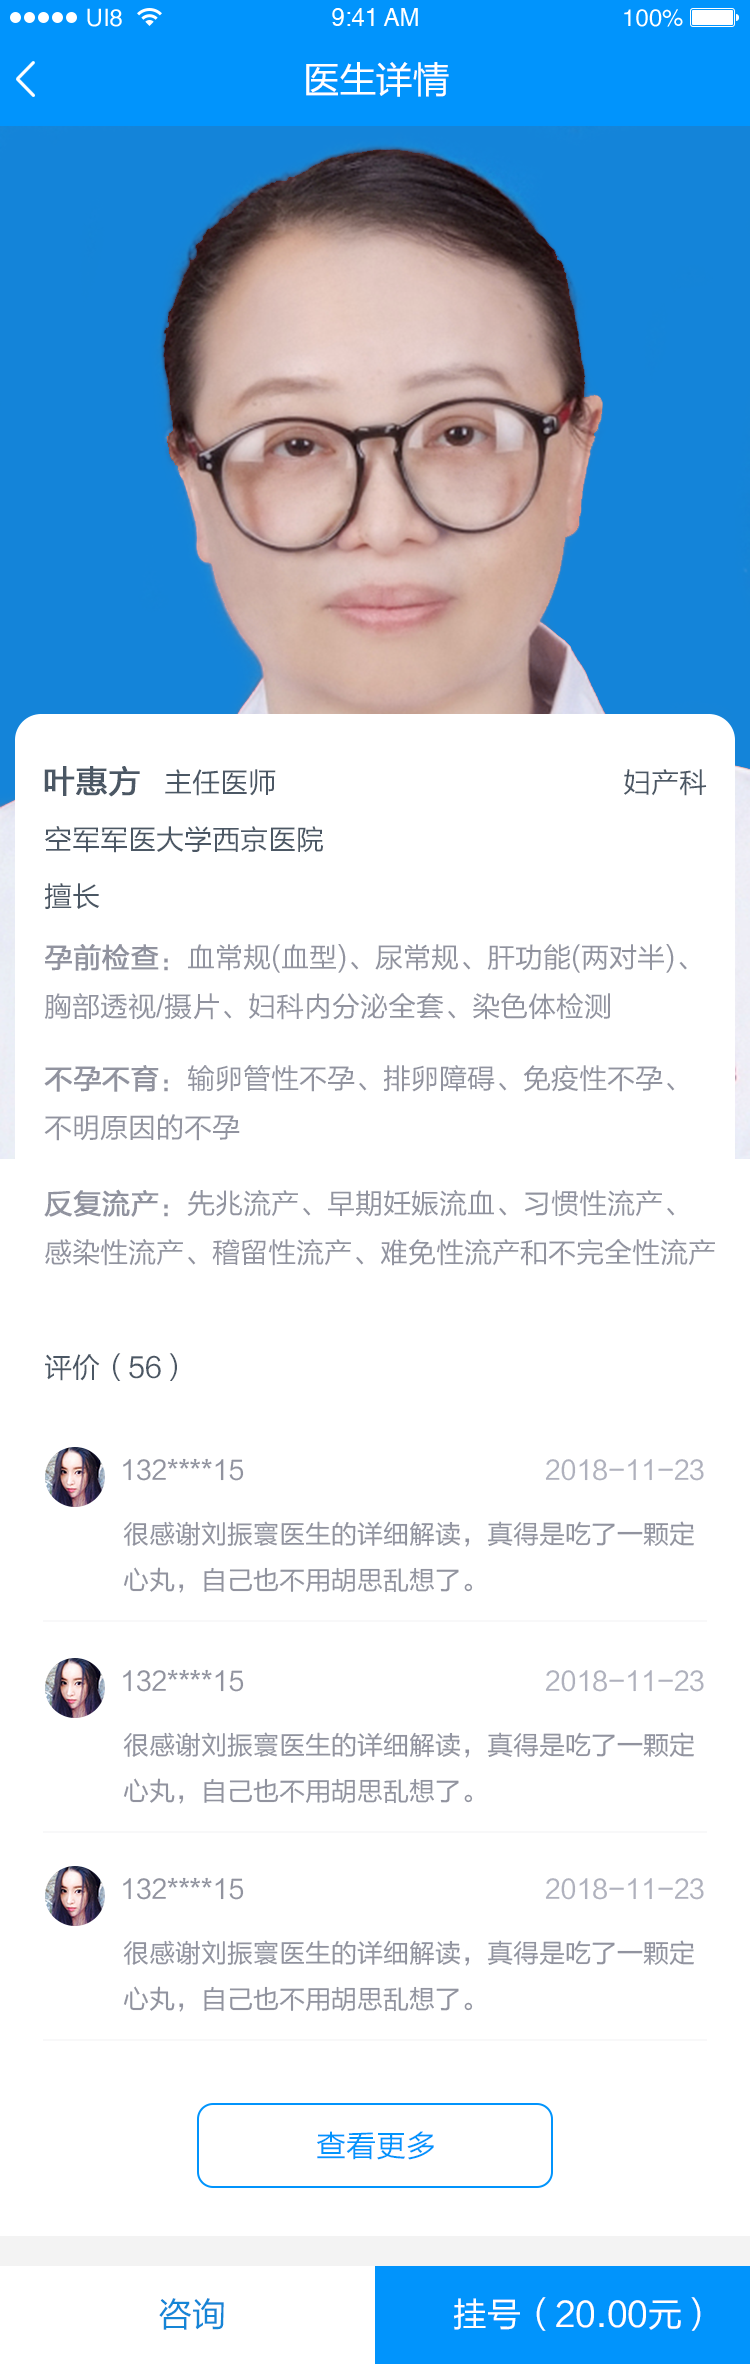 UI8 9:41 AM 100%
医生详情
叶惠方 主任医师 妇产科
空军军医大学西京医院
擅长
孕前检查：血常规(血型)、尿常规、肝功能(两对半)、
胸部透视/摄片、妇科内分泌全套、染色体检测
不孕不育：输卵管性不孕、排卵障碍、免疫性不孕、
不明原因的不孕
反复流产：先兆流产、早期妊娠流血、习惯性流产、
感染性流产、稽留性流产、难免性流产和不完全性流产
评价（56）
132****15 2018-11-23
很感谢刘振寰医生的详细解读，真得是吃了一颗定
心丸，自己也不用胡思乱想了。
132****15 2018-11-23
很感谢刘振寰医生的详细解读，真得是吃了一颗定
心丸，自己也不用胡思乱想了。
132****15 2018-11-23
很感谢刘振寰医生的详细解读，真得是吃了一颗定
心丸，自己也不用胡思乱想了。
查看更多
咨询 挂号（20.00元）